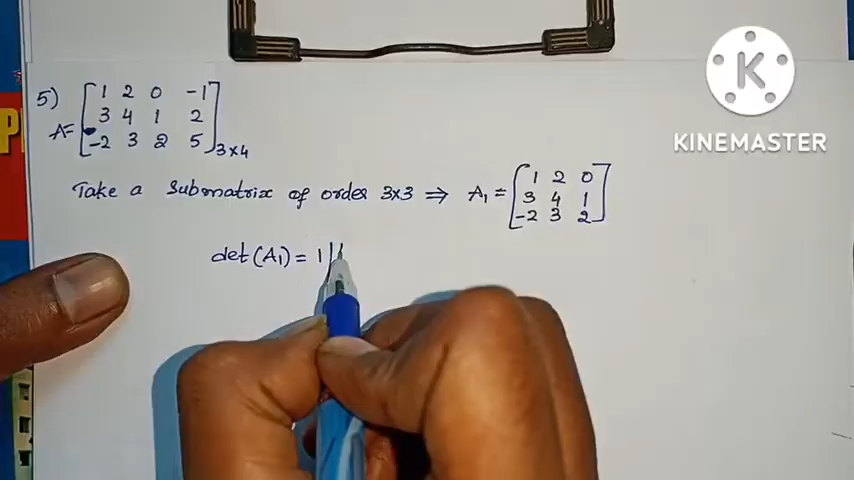 5)
A= [ 1 2 0 -1
3 4 1 2
-2 3 2 5 ]3x4
Take a Submatrix of order 3x3 ⇒ A1 = [ 1 2 0
3 4 1
-2 3 2 ]
det (A1) = 1 |
K
KINEMASTER
P